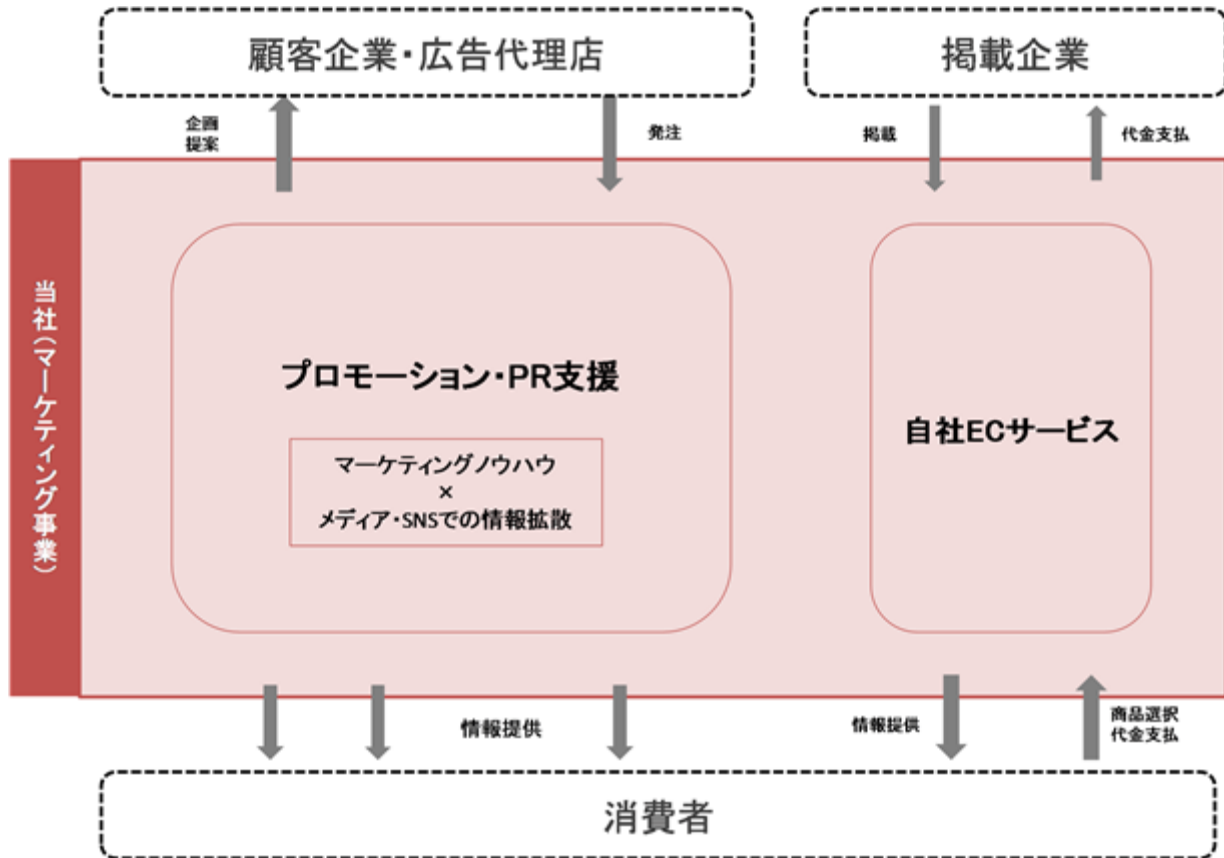 顧客企業・広告代理店
掲載企業
企画
提案
発注
掲載
代金支払
当社(マーケティング事業)
プロモーション・PR支援
マーケティングノウハウ
×
メディア・SNSでの情報拡散
自社ECサービス
情報提供
情報提供
商品選択
代金支払
消費者